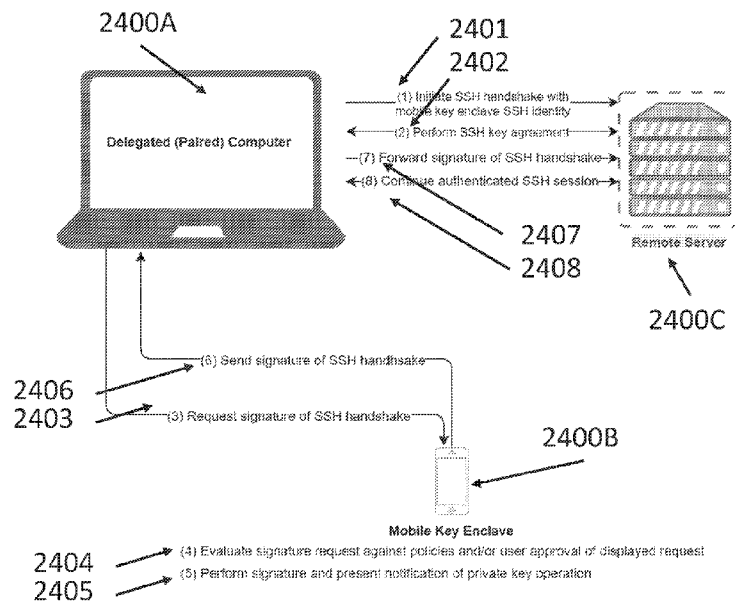 2400A
2401
2402
(1) Initiate SSH handshake with
mobile key enclave SSH identity
Delegated (Paired) Computer
(2) Perform SSH key agreement
(7) Forward signature of SSH handshake
(8) Continue authenticated SSH session
2407
2408
Remote Server
2400C
(6) Send signature of SSH handhsake
2406
2403
(3) Request signature of SSH handshake
2400B
Mobile Key Enclave
2404
(4) Evaluate signature request against policies and/or user approval of displayed request
2405
(5) Perform signature and present notification of private key operation